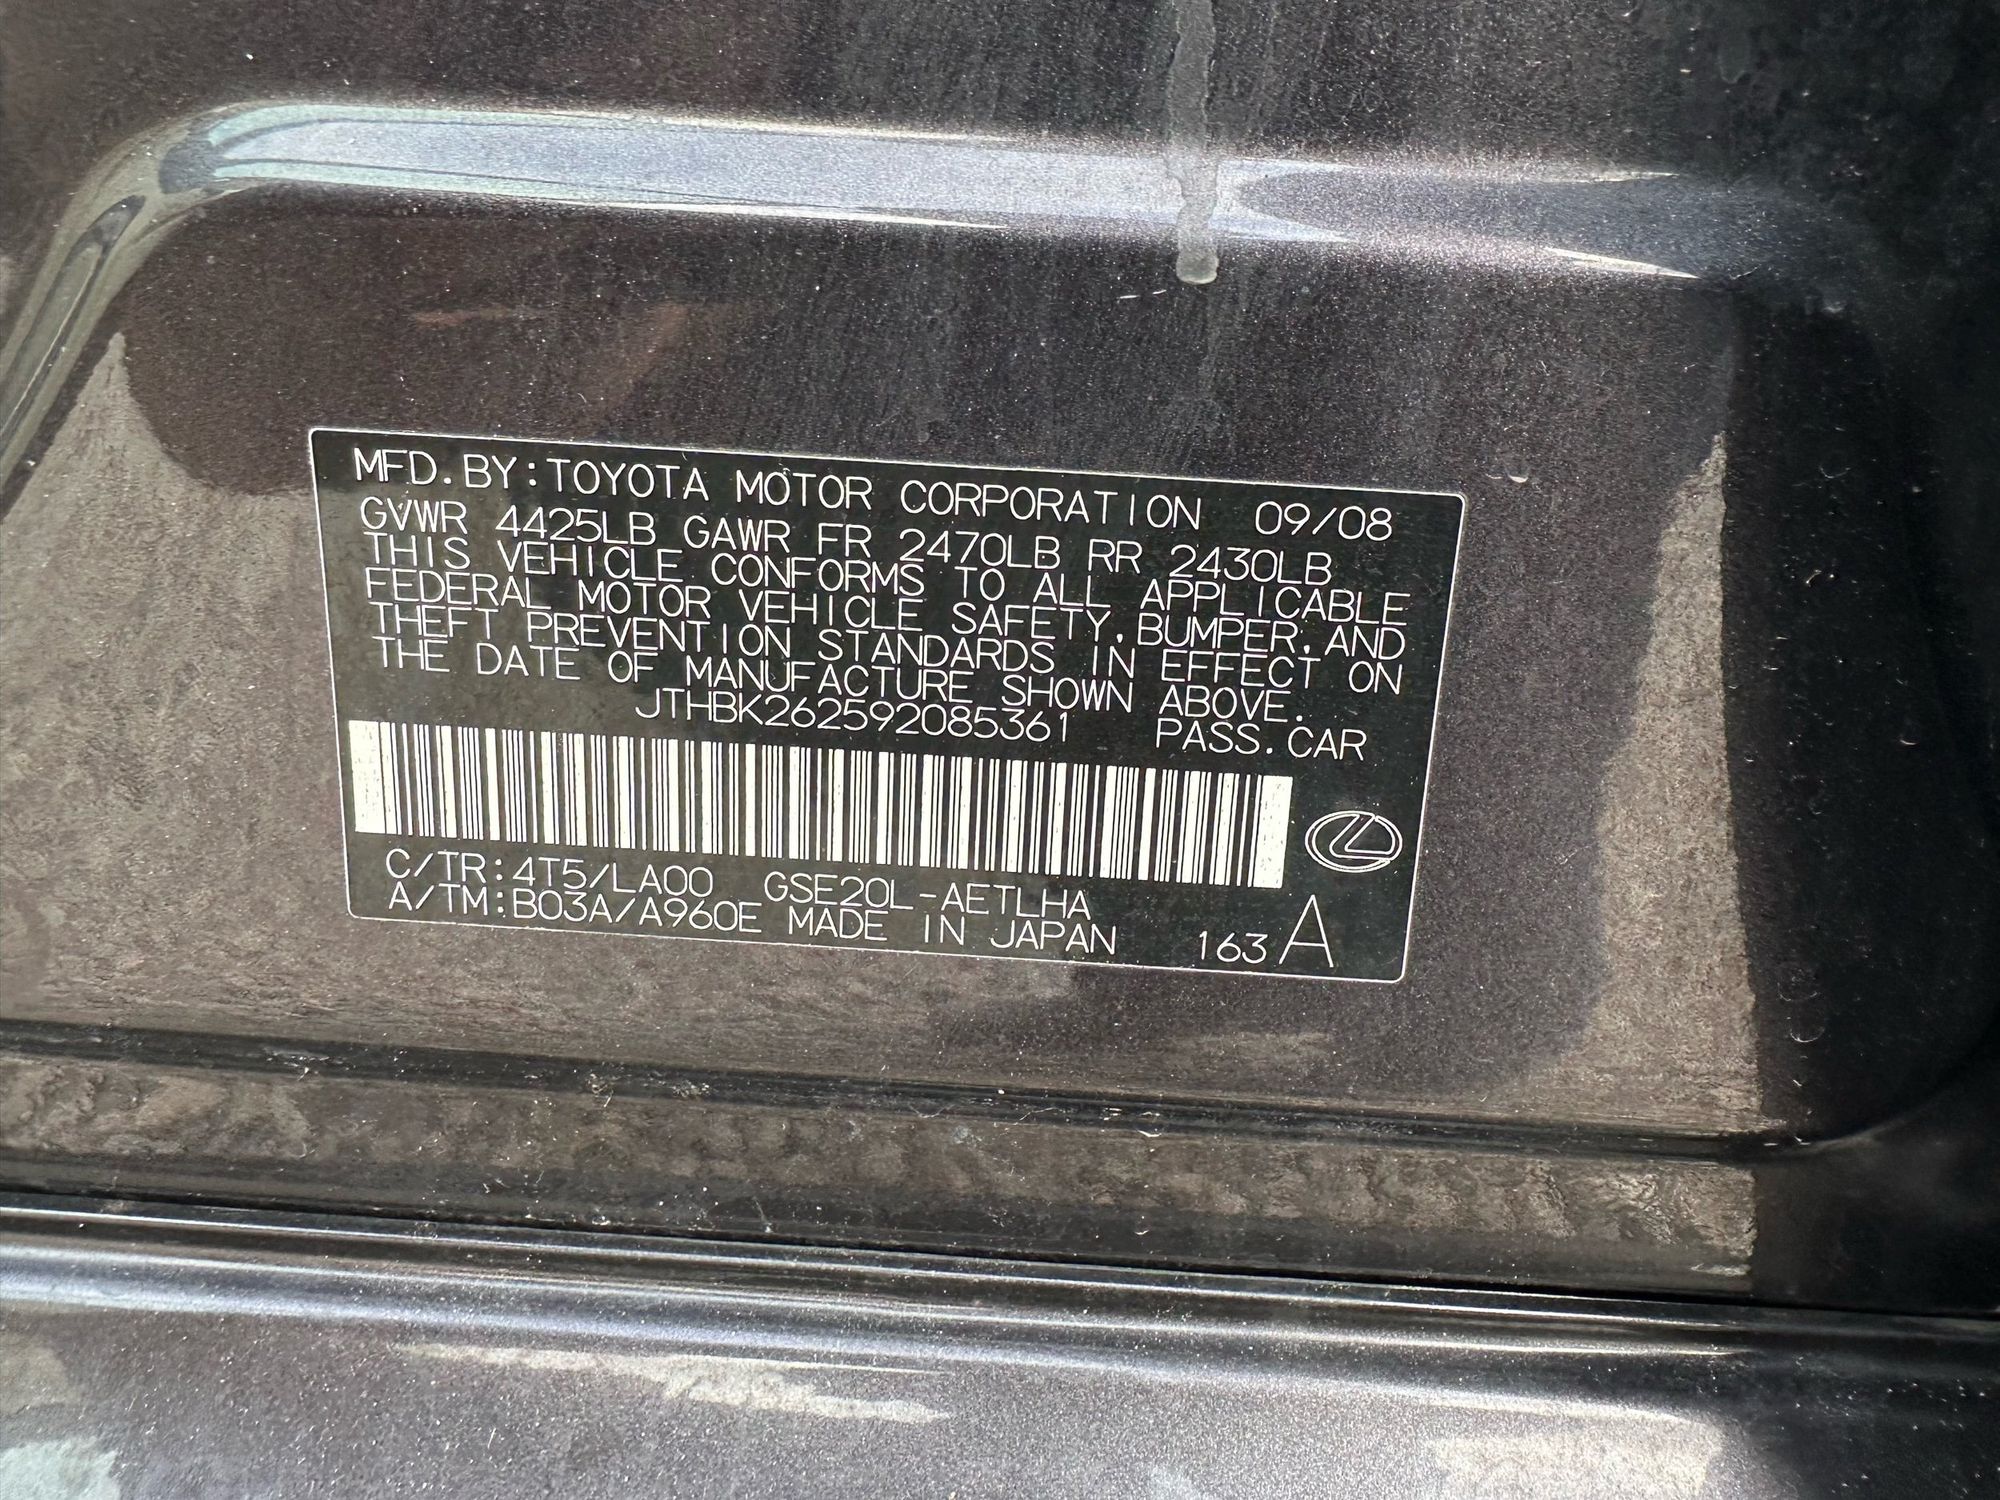 MFD.BY:TOYOTA MOTOR CORPORATION 09/08
GVWR 4425LB GAWR FR 2470LB RR 2430LB
THIS VEHICLE CONFORMS TO ALL APPLICABLE
FEDERAL MOTOR VEHICLE SAFETY,BUMPER,AND
THEFT PREVENTION STANDARDS IN EFFECT ON
THE DATE OF MANUFACTURE SHOWN ABOVE.
JTHBK262592085361 PASS.CAR
C/TR:4T5/LA00 GSE20L-AETLHA
A/TM:B03A/A960E MADE IN JAPAN 163 A